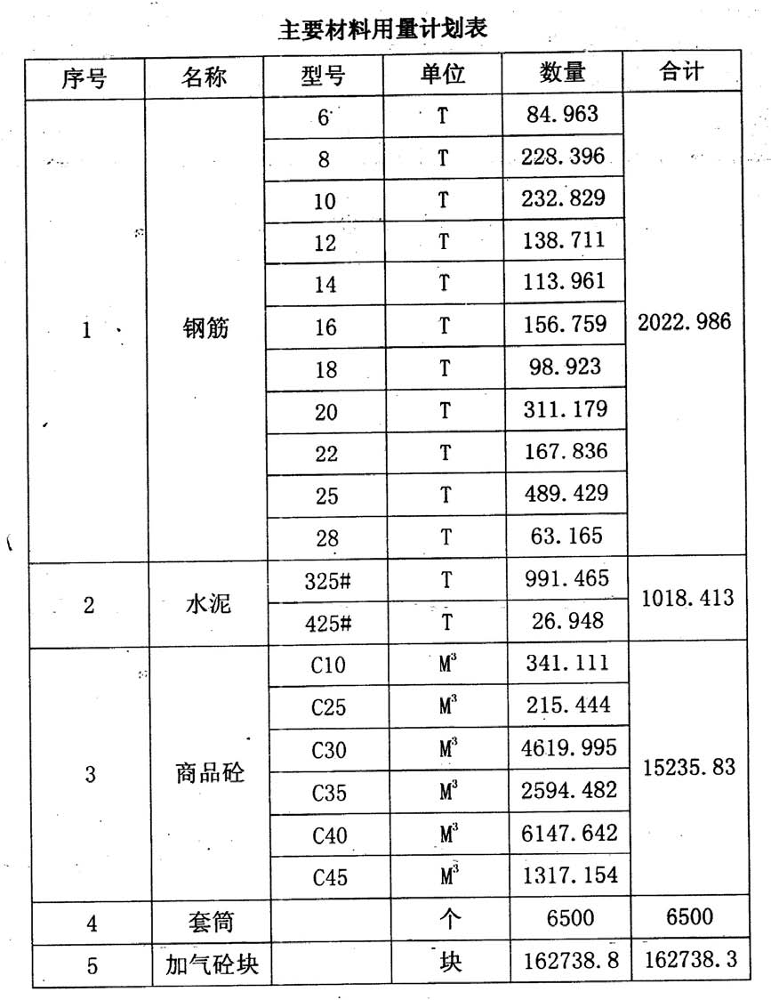 主要材料用量计划表
序号 名称 型号 单位 数量 合计
6 T 84.963
8 T 228.396
10 T 232.829
12 T 138.711
14 T 113.961
1 钢筋 16 T 156.759 2022.986
18 T 98.923
20 T 311.179
22 T 167.836
25 T 489.429
28 T 63.165
2 水泥 325# T 991.465 1018.413
425# T 26.948
C10 M³ 341.111
C25 M³ 215.444
C30 M³ 4619.995
3 商品砼 C35 M³ 2594.482 15235.83
C40 M³ 6147.642
C45 M³ 1317.154
4 套筒 个 6500 6500
5 加气砼块 块 162738.8 162738.3